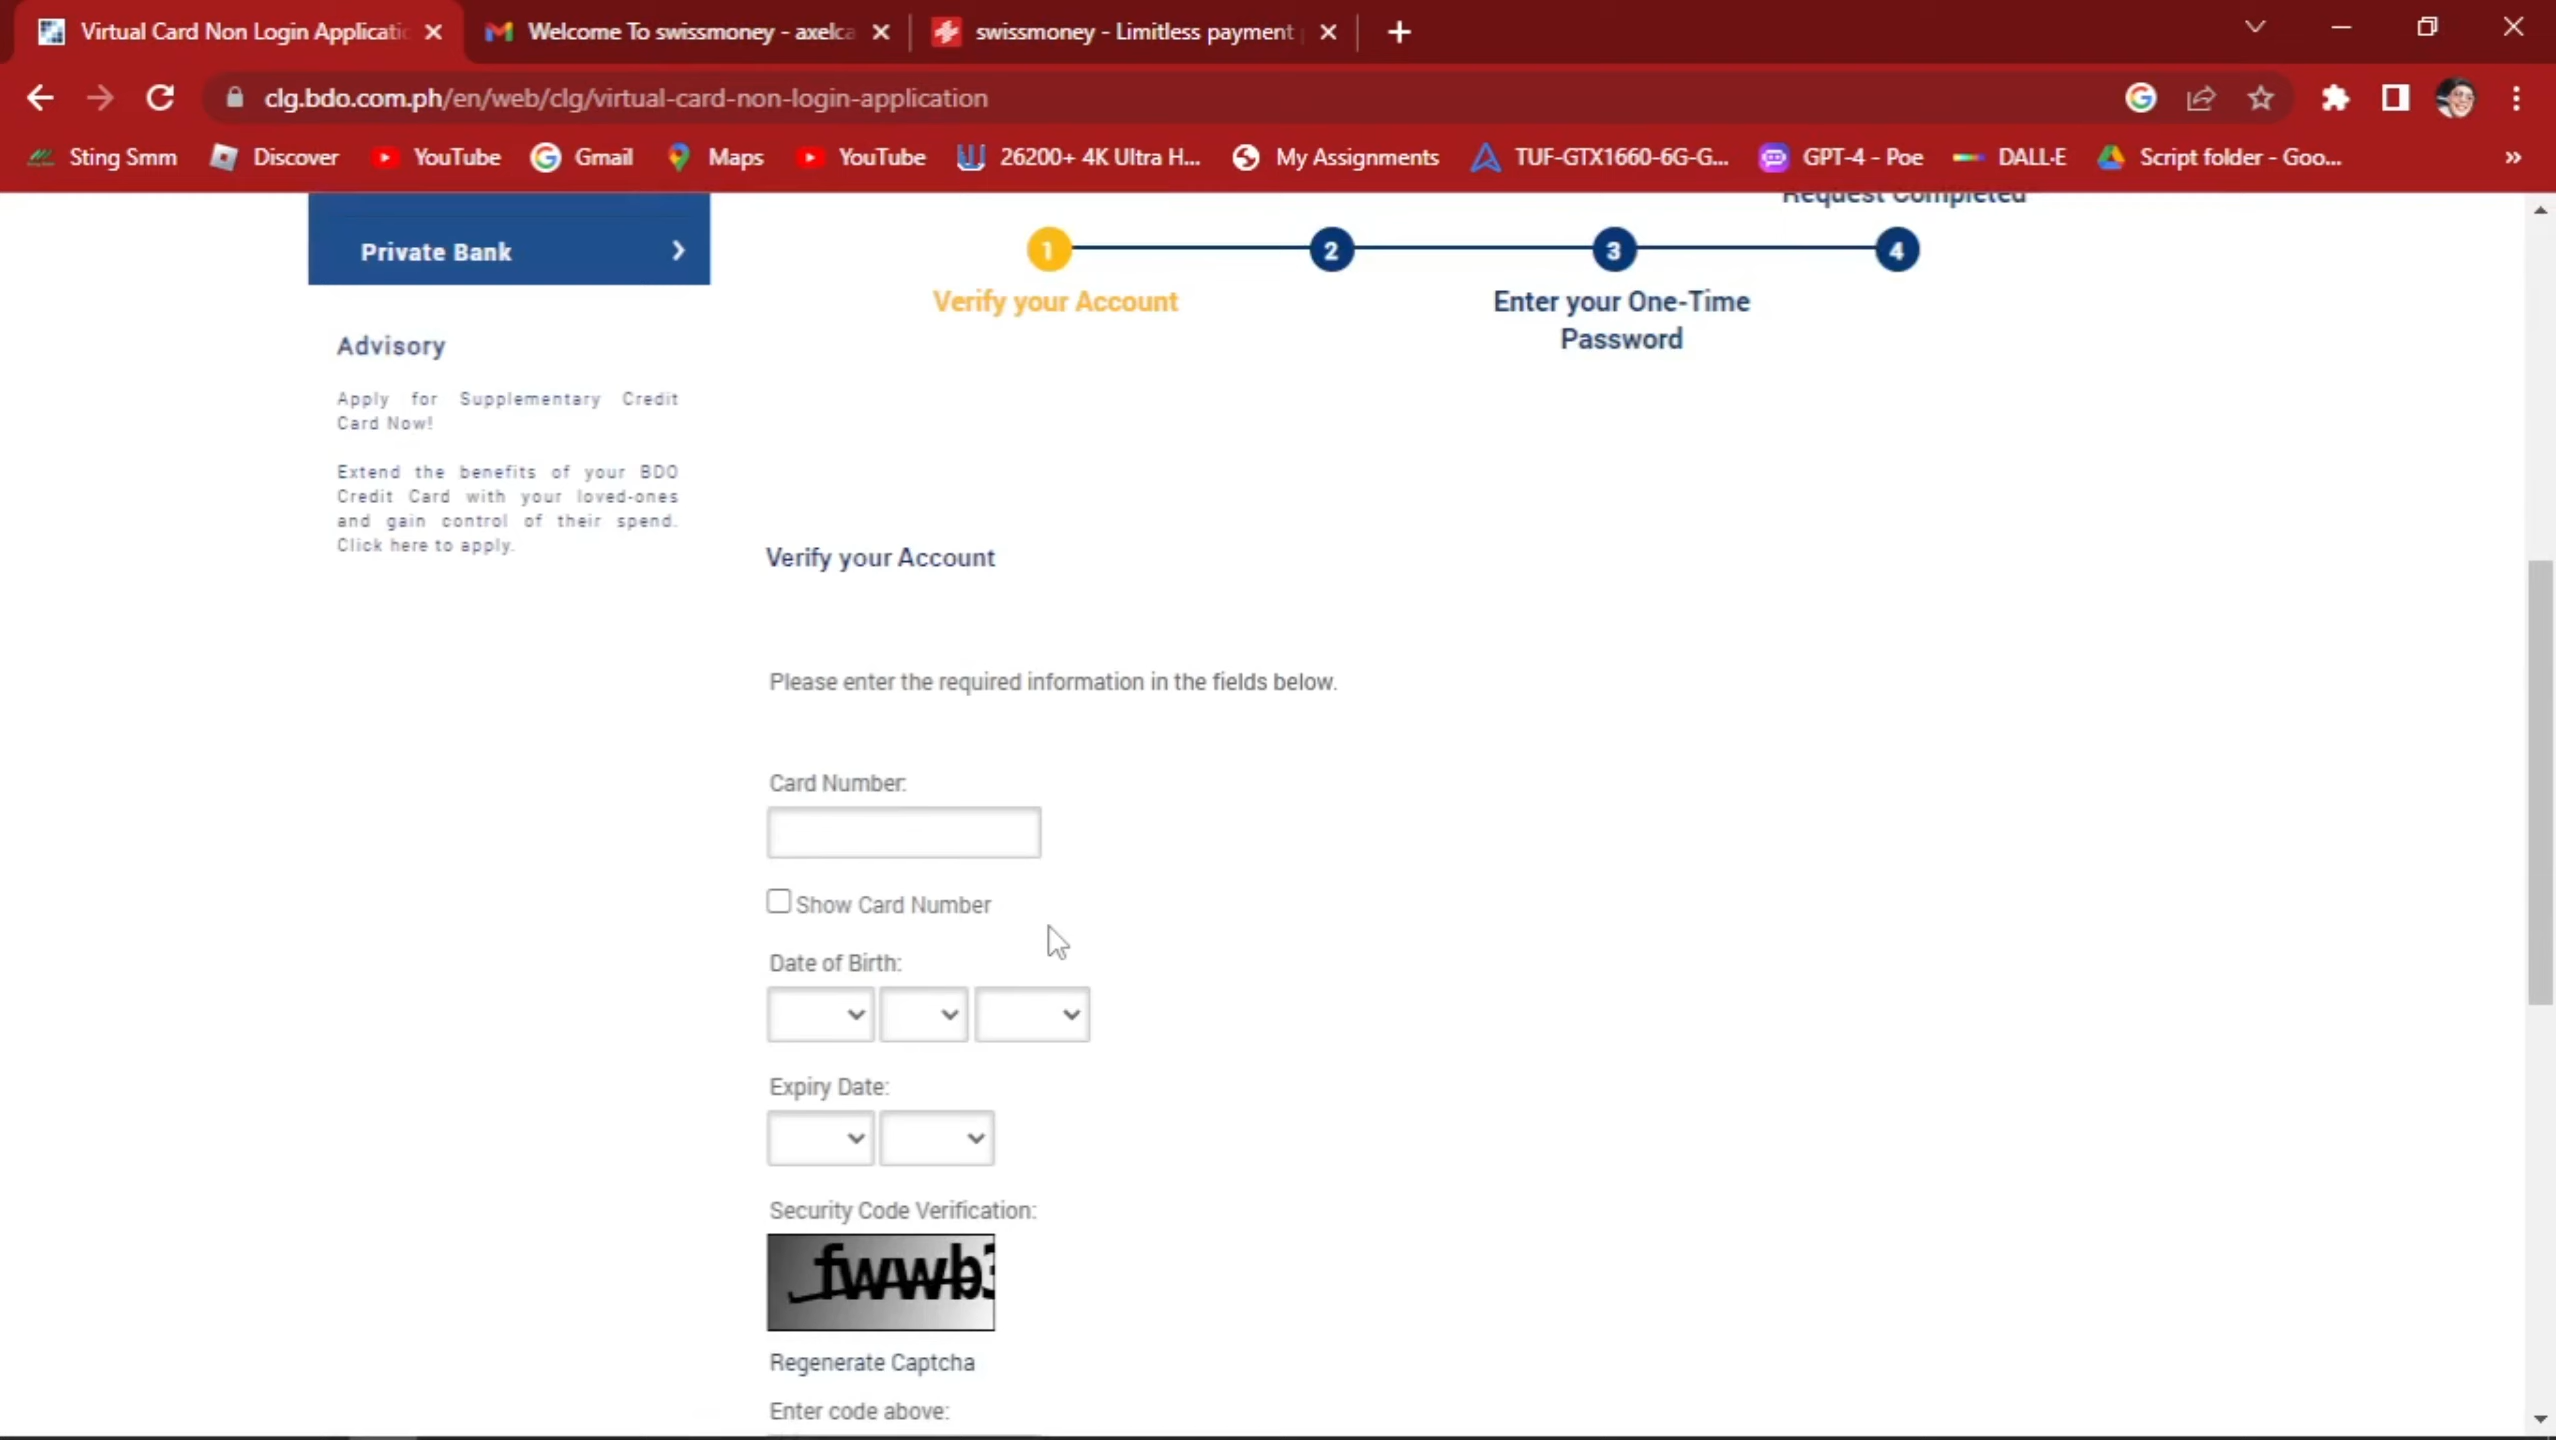 Virtual Card Non Login Applicatic
Welcome To swissmoney - axelca
swissmoney - Limitless payment
clg.bdo.com.ph/en/web/clg/virtual-card-non-login-application
Sting Smm
Discover
YouTube
Gmail
Maps
YouTube
26200+ 4K Ultra H...
My Assignments
TUF-GTX1660-6G-G...
GPT-4 - Poe
DALL·E
Script folder - Goo...
Request Completed
Private Bank
1
2
3
4
Verify your Account
Enter your One-Time
Password
Advisory
Apply for Supplementary Credit
Card Now!
Extend the benefits of your BDO
Credit Card with your loved-ones
and gain control of their spend.
Click here to apply.
Verify your Account
Please enter the required information in the fields below.
Card Number:
Show Card Number
Date of Birth:
Expiry Date:
Security Code Verification:
fwwb3
Regenerate Captcha
Enter code above: